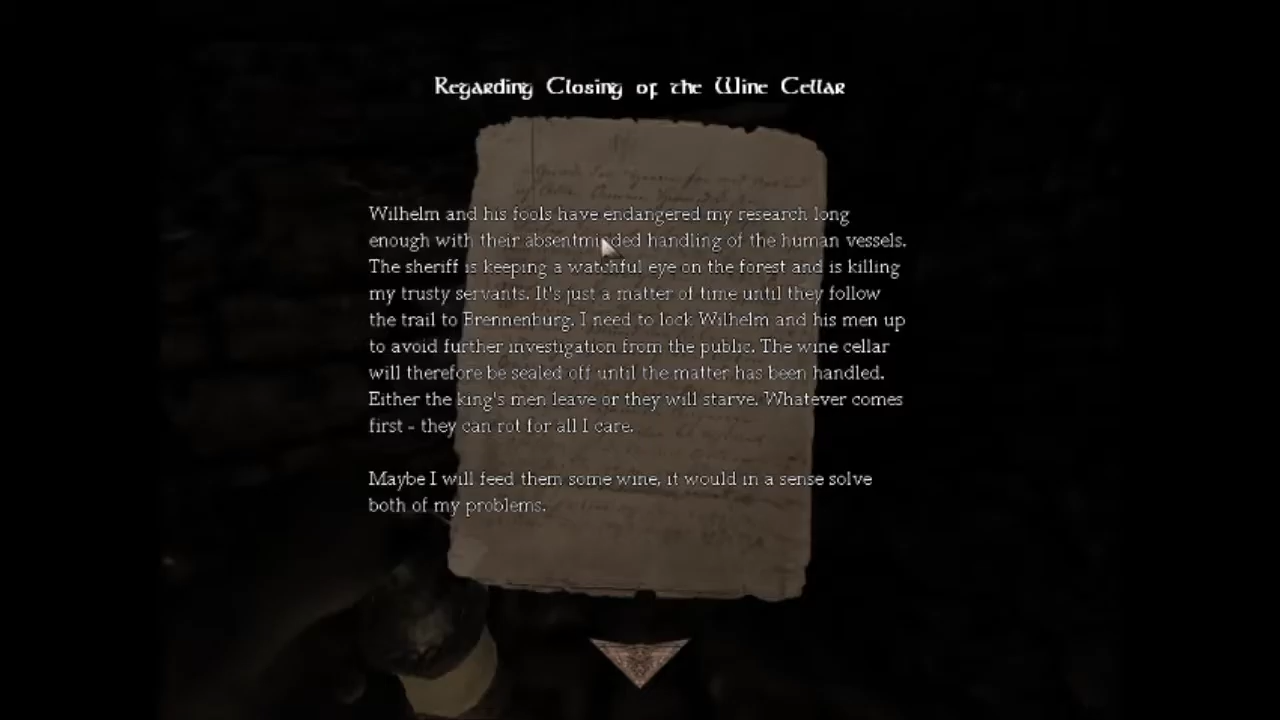 Regarding Closing of the Wine Cellar
Wilhelm and his fools have endangered my research long
enough with their absentminded handling of the human vessels.
The sheriff is keeping a watchful eye on the forest and is killing
my trusty servants. It's just a matter of time until they follow
the trail to Brennenburg. I need to lock Wilhelm and his men up
to avoid further investigation from the public. The wine cellar
will therefore be sealed off until the matter has been handled.
Either the king's men leave or they will starve. Whatever comes
first - they can rot for all I care.
Maybe I will feed them some wine, it would in a sense solve
both of my problems.